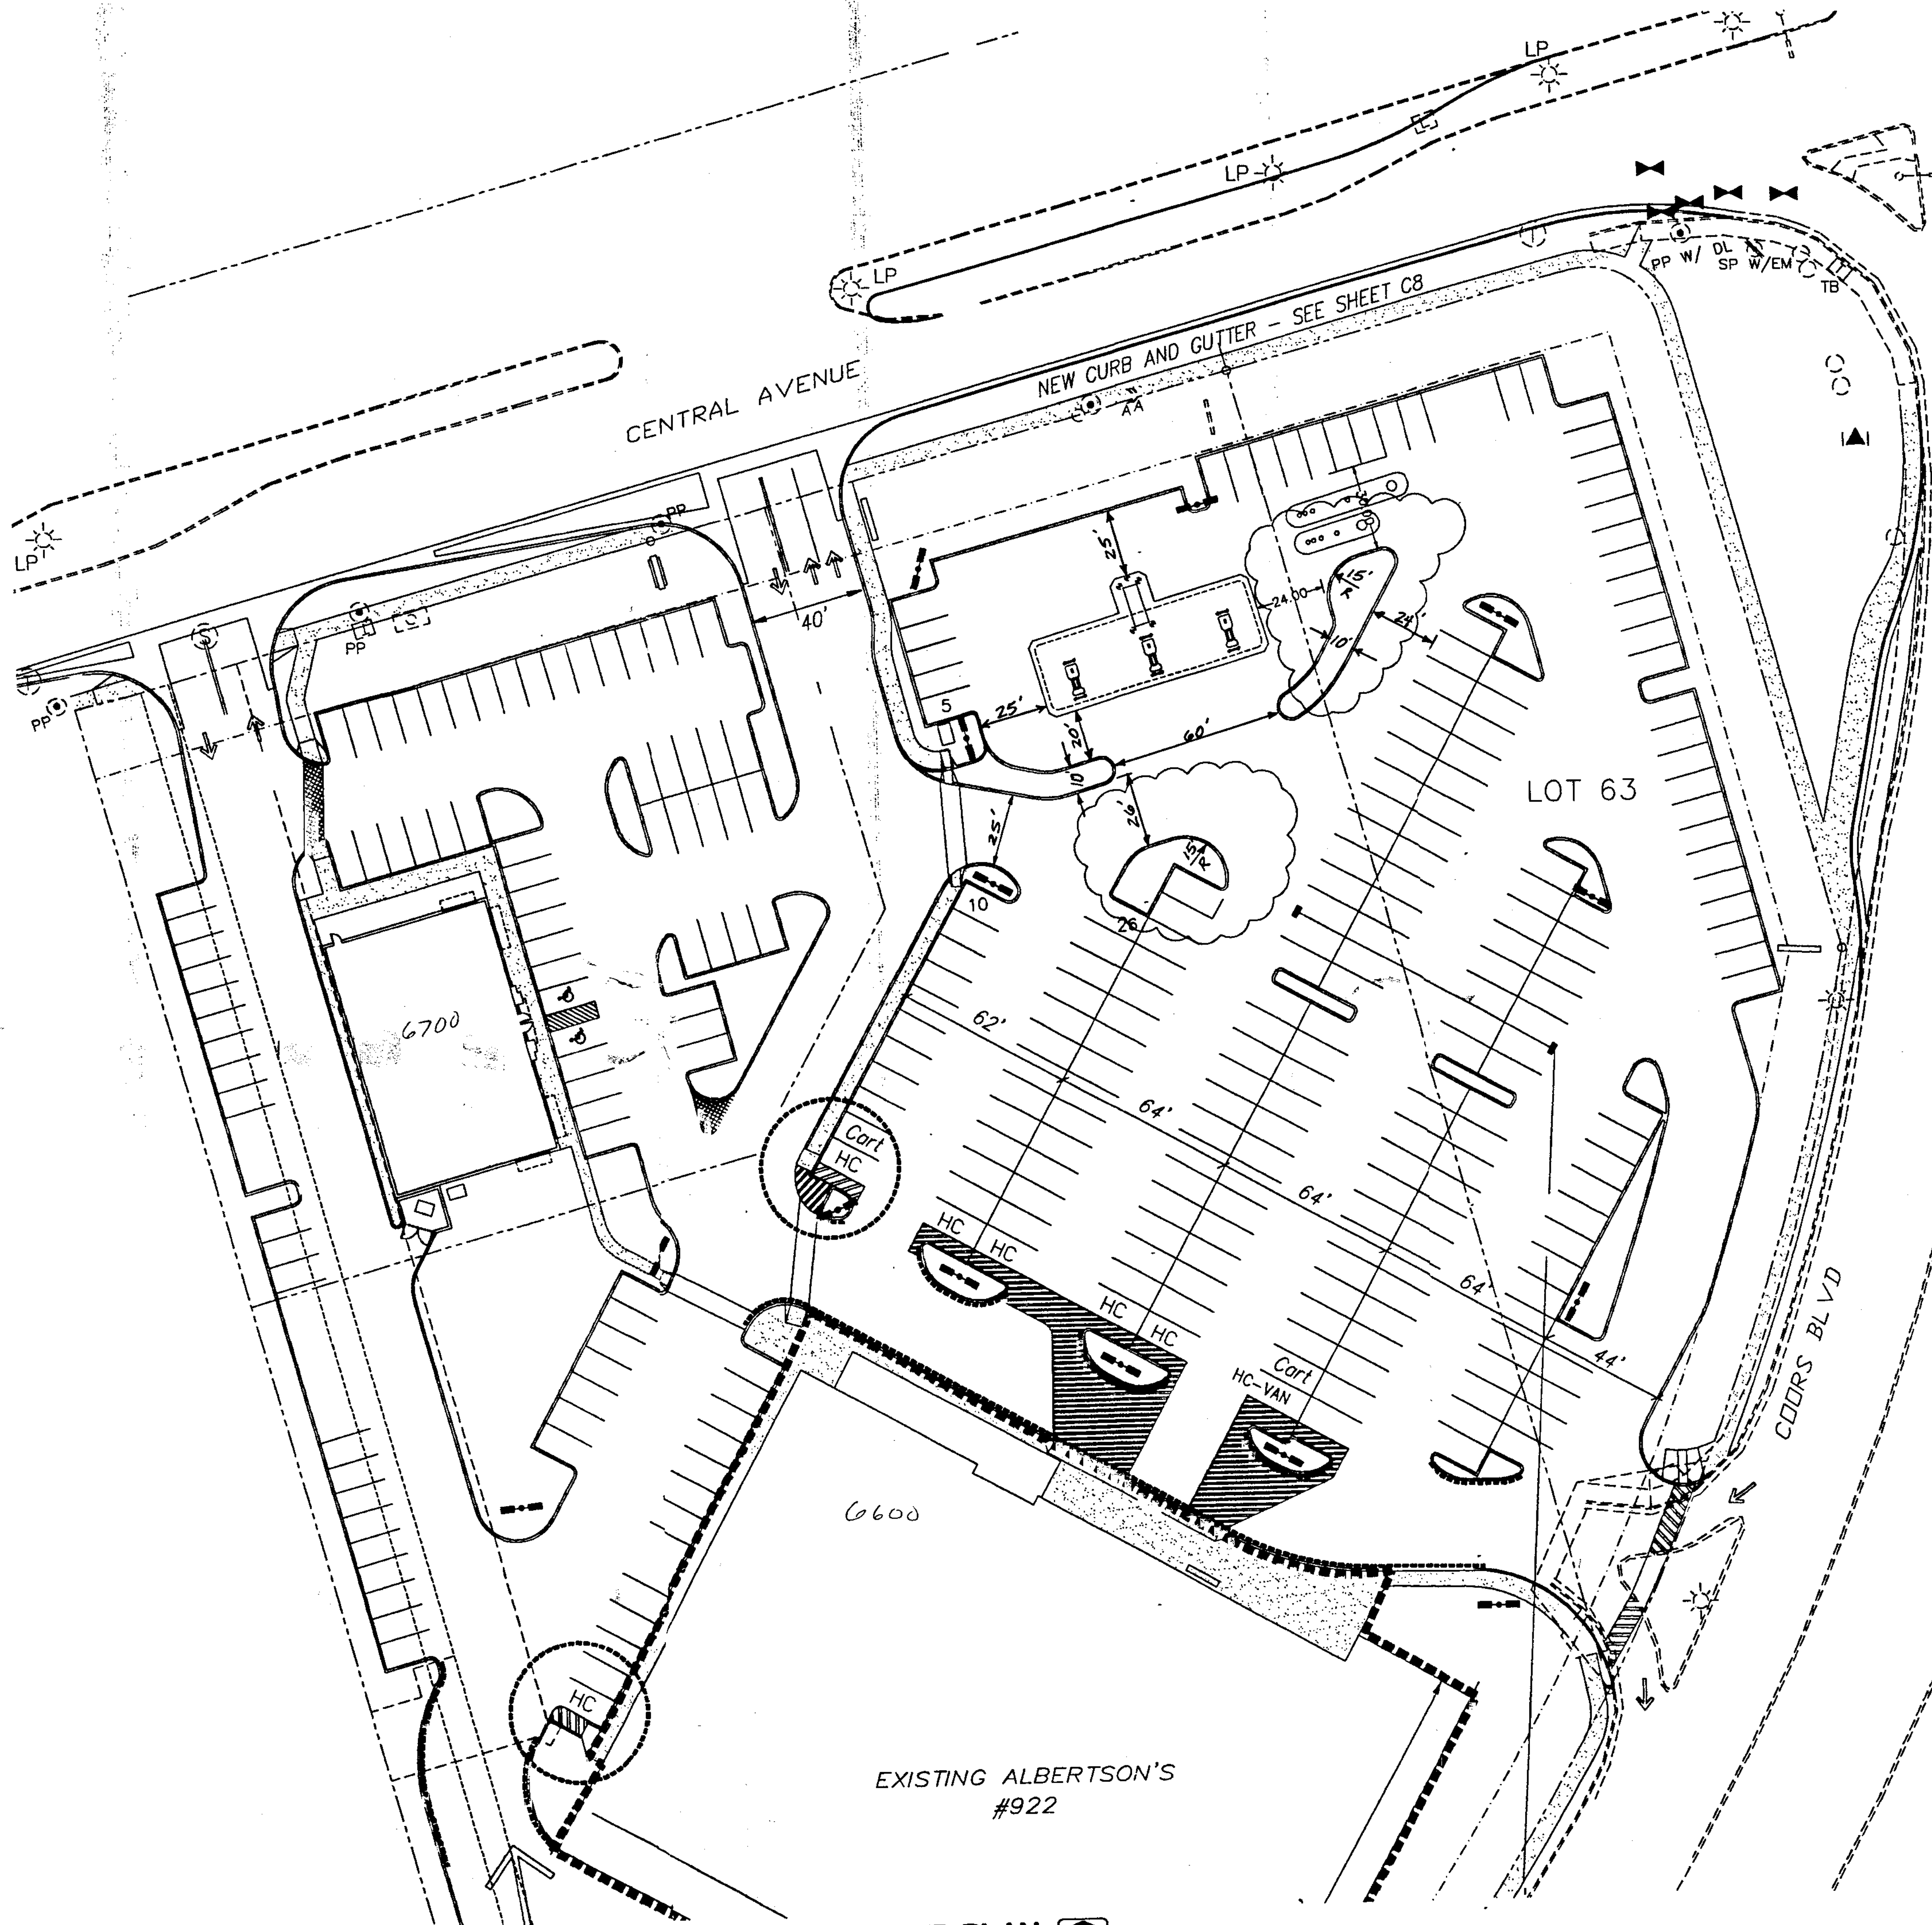 LP
LP
LP
LP
PP W/ DL
SP W/EM
TB
NEW CURB AND GUTTER - SEE SHEET C8
CENTRAL AVENUE
AA
PP
S
PP
PP
40'
25'
30'
15'
R
24.00
10'
24'
5
25'
20'
60'
10'
LOT 63
25'
26'
15'
R
10
26
6700
62'
64'
64'
64'
44'
Cart
HC
HC
HC
HC
HC
Cart
HC-VAN
COORS BLVD
6600
HC
EXISTING ALBERTSON'S
#922
PLAN